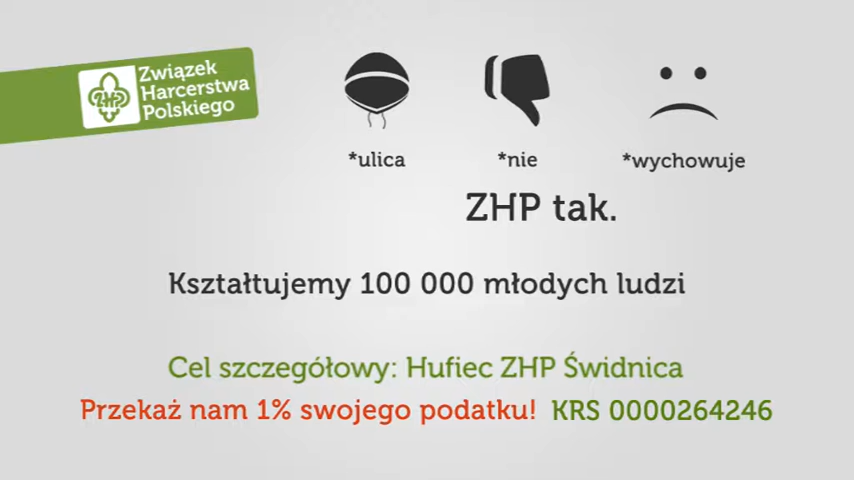 Związek
Harcerstwa
Polskiego
ZHP
*ulica *nie *wychowuje
ZHP tak.
Kształtujemy 100 000 młodych ludzi
Cel szczegółowy: Hufiec ZHP Świdnica
Przekaż nam 1% swojego podatku! KRS 0000264246